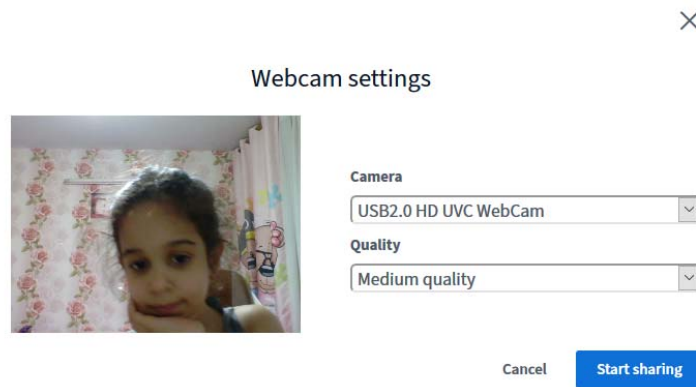 Webcam settings
Camera
USB2.0 HD UVC WebCam
Quality
Medium quality
Cancel
Start sharing